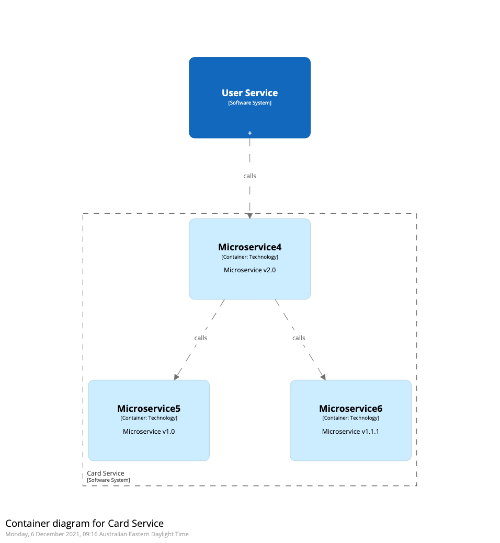 User Service
[Software System]
calls
Microservice4
[Container: Technology]
Microservice v2.0
calls
calls
Microservice5
[Container: Technology]
Microservice v1.0
Microservice6
[Container: Technology]
Microservice v1.1.1
Card Service
[Software System]
Container diagram for Card Service
Monday, 6 December 2021, 09:16 Australian Eastern Daylight Time